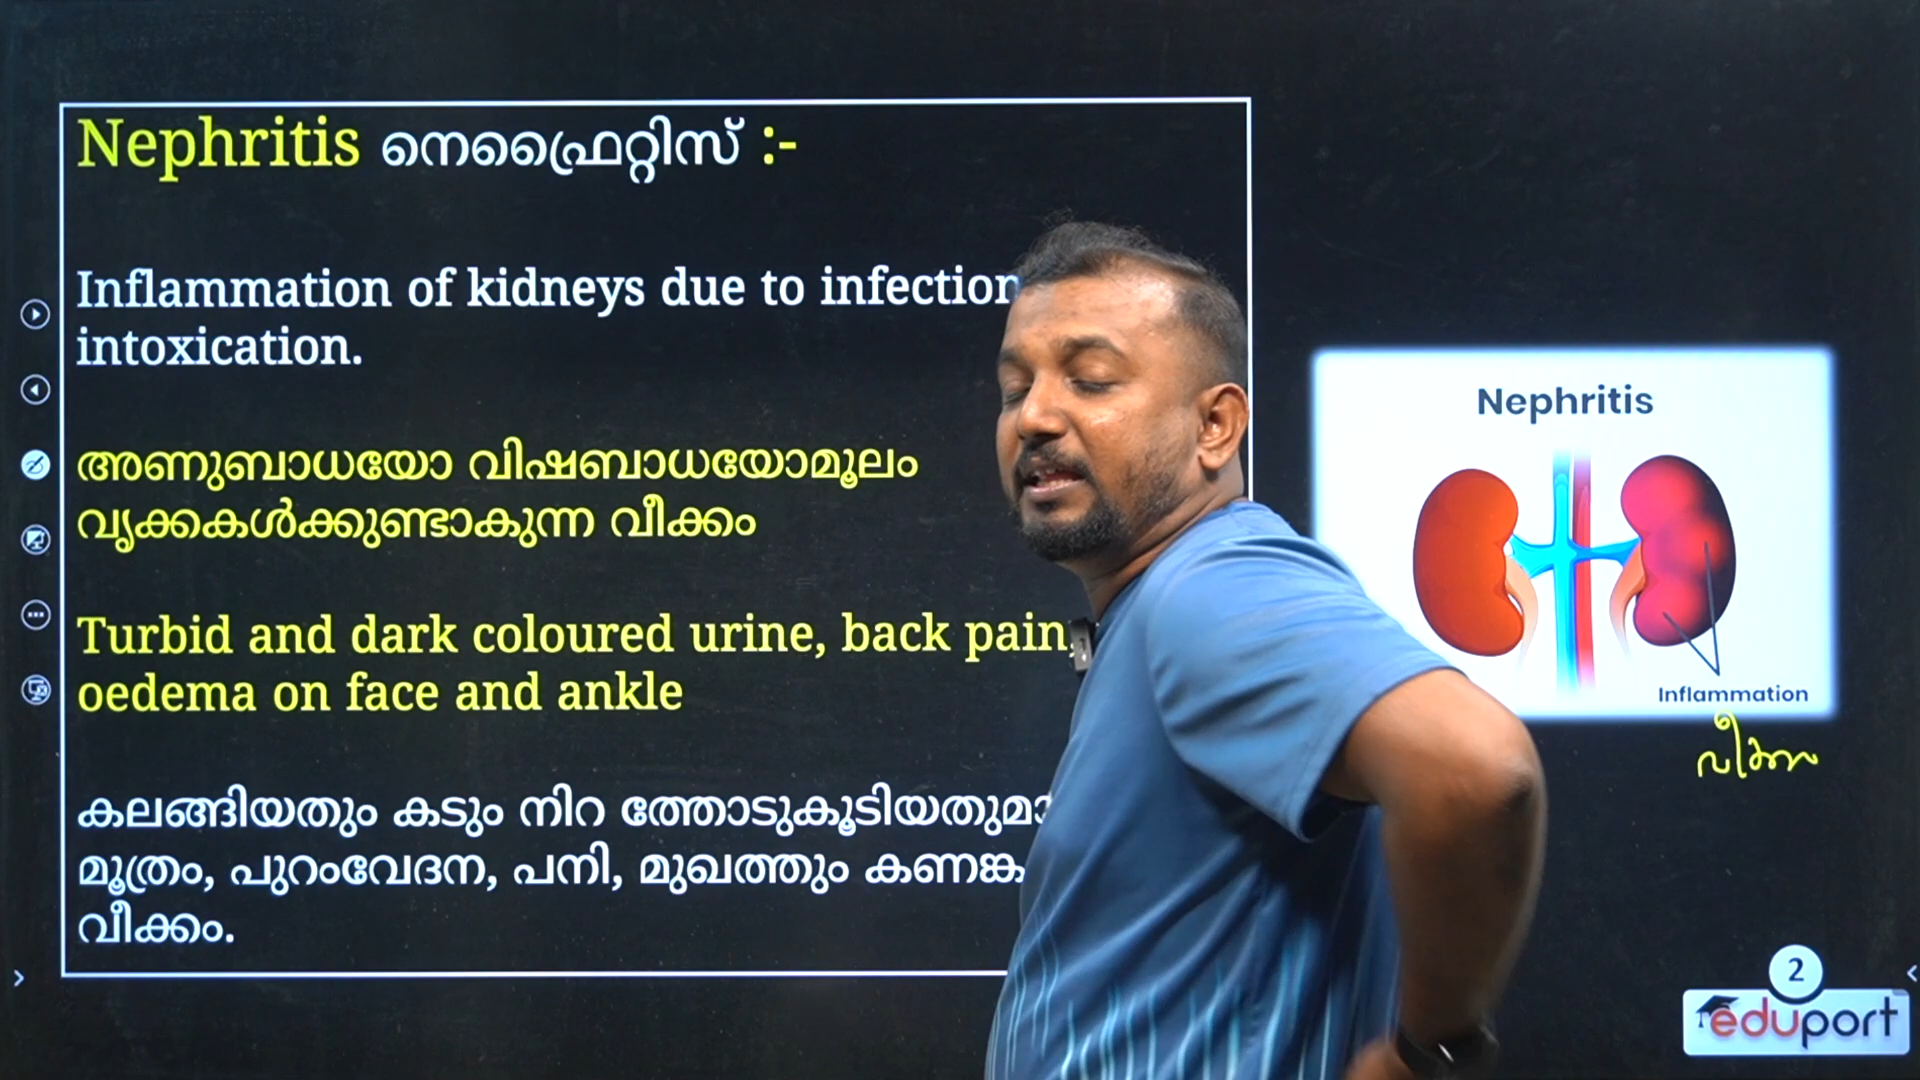 Nephritis നെഫ്രൈറ്റിസ് :-
Inflammation of kidneys due to infection
intoxication.
അണുബാധയോ വിഷബാധയോമൂലം
വൃക്കകൾക്കുണ്ടാകുന്ന വീക്കം
Turbid and dark coloured urine, back pain,
oedema on face and ankle
കലങ്ങിയതും കടും നിറ ത്തോടുകൂടിയതുമാ
മൂത്രം, പുറംവേദന, പനി, മുഖത്തും കണങ്ക
വീക്കം.
Nephritis
Inflammation
വീക്കം
2
eduport